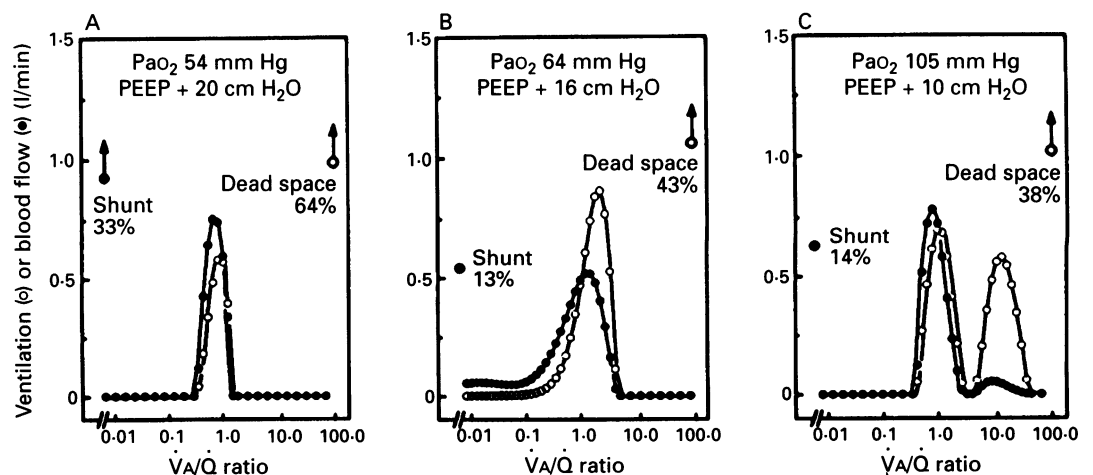 A
B
C
Ventilation (o) or blood flow (•) (l/min)
1·5
1·0
0·5
0
PaO₂ 54 mm Hg
PEEP + 20 cm H₂O
Shunt
33%
Dead space
64%
0·01 0·1 1·0 10·0 100·0
V̇A/Q̇ ratio
1·5
1·0
0·5
0
PaO₂ 64 mm Hg
PEEP + 16 cm H₂O
Dead space
43%
Shunt
13%
0·01 0·1 1·0 10·0 100·0
V̇A/Q̇ ratio
1·5
1·0
0·5
0
PaO₂ 105 mm Hg
PEEP + 10 cm H₂O
Dead space
38%
Shunt
14%
0·01 0·1 1·0 10·0 100·0
V̇A/Q̇ ratio